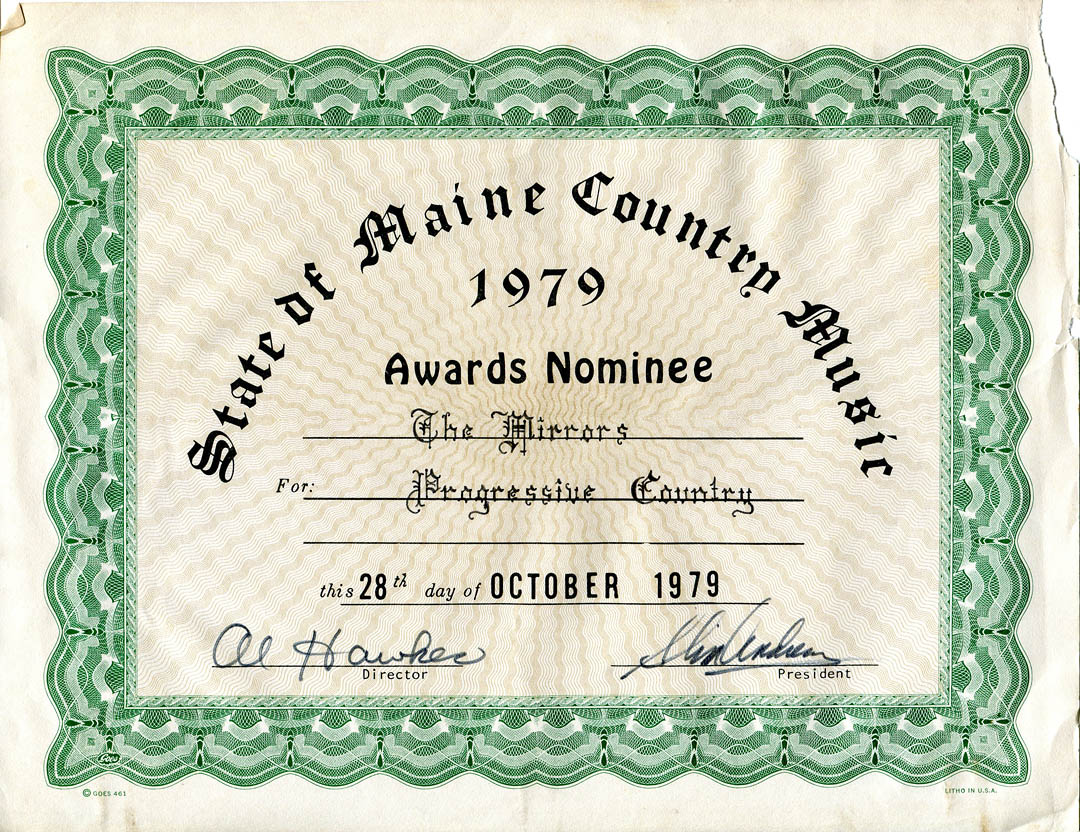 State of Maine Country Music
1979
Awards Nominee
The Mirrors
For: Progressive Country
this 28th day of OCTOBER 1979
Al Hawkes
Director President
Goes
© GOES 461 LITHO IN U.S.A.